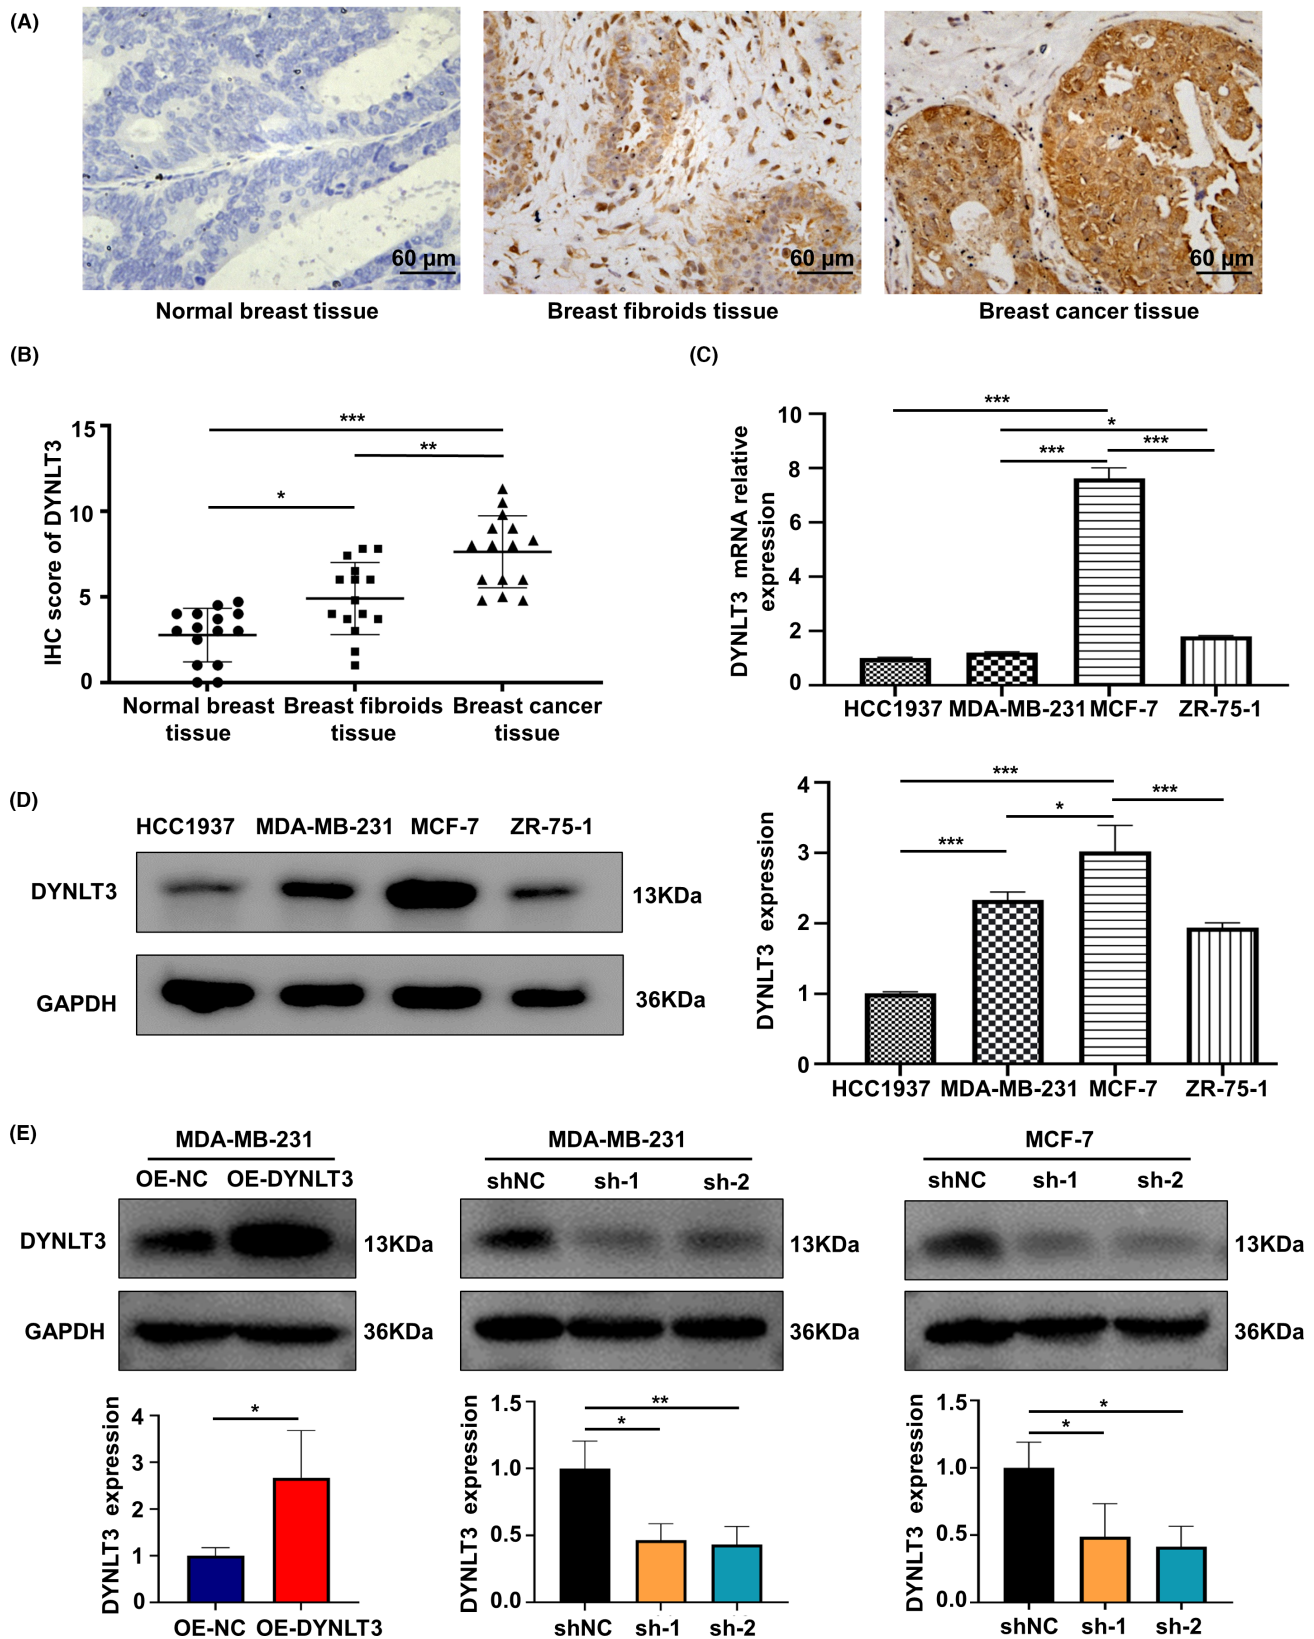 (A)
60 µm
60 µm
60 µm
Normal breast tissue
Breast fibroids tissue
Breast cancer tissue
(B)
IHC score of DYNLT3
15
10
5
0
***
**
*
Normal breast tissue
Breast fibroids tissue
Breast cancer tissue
(C)
DYNLT3 mRNA relative expression
10
8
6
4
2
0
***
*
***
***
HCC1937 MDA-MB-231 MCF-7 ZR-75-1
(D)
HCC1937 MDA-MB-231 MCF-7 ZR-75-1
DYNLT3
13KDa
GAPDH
36KDa
DYNLT3 expression
4
3
2
1
0
***
***
*
***
HCC1937 MDA-MB-231 MCF-7 ZR-75-1
(E)
MDA-MB-231
OE-NC OE-DYNLT3
DYNLT3
13KDa
GAPDH
36KDa
MDA-MB-231
shNC sh-1 sh-2
13KDa
36KDa
MCF-7
shNC sh-1 sh-2
13KDa
36KDa
DYNLT3 expression
4
3
2
1
0
*
OE-NC OE-DYNLT3
DYNLT3 expression
1.5
1.0
0.5
0.0
**
*
shNC sh-1 sh-2
DYNLT3 expression
1.5
1.0
0.5
0.0
*
*
shNC sh-1 sh-2